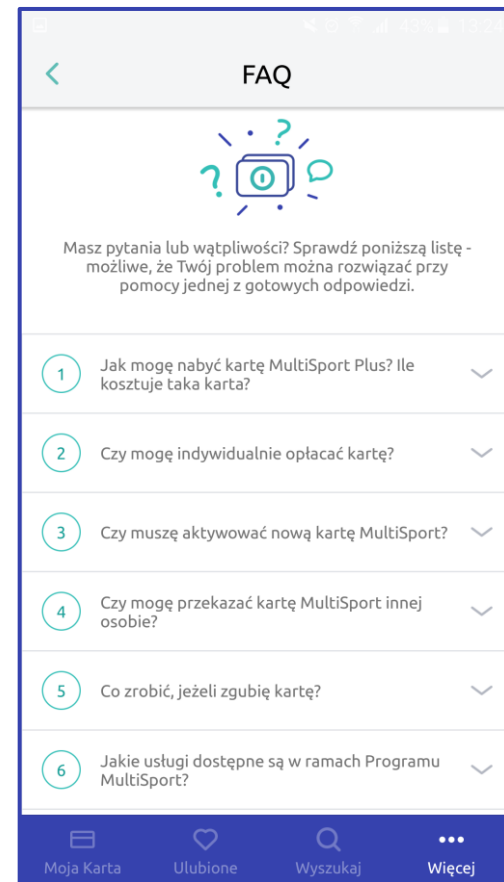 43% 13:24
FAQ
Masz pytania lub wątpliwości? Sprawdź poniższą listę -
możliwe, że Twój problem można rozwiązać przy
pomocy jednej z gotowych odpowiedzi.
1 Jak mogę nabyć kartę MultiSport Plus? Ile
kosztuje taka karta?
2 Czy mogę indywidualnie opłacać kartę?
3 Czy muszę aktywować nową kartę MultiSport?
4 Czy mogę przekazać kartę MultiSport innej
osobie?
5 Co zrobić, jeżeli zgubię kartę?
6 Jakie usługi dostępne są w ramach Programu
MultiSport?
Moja Karta Ulubione Wyszukaj Więcej